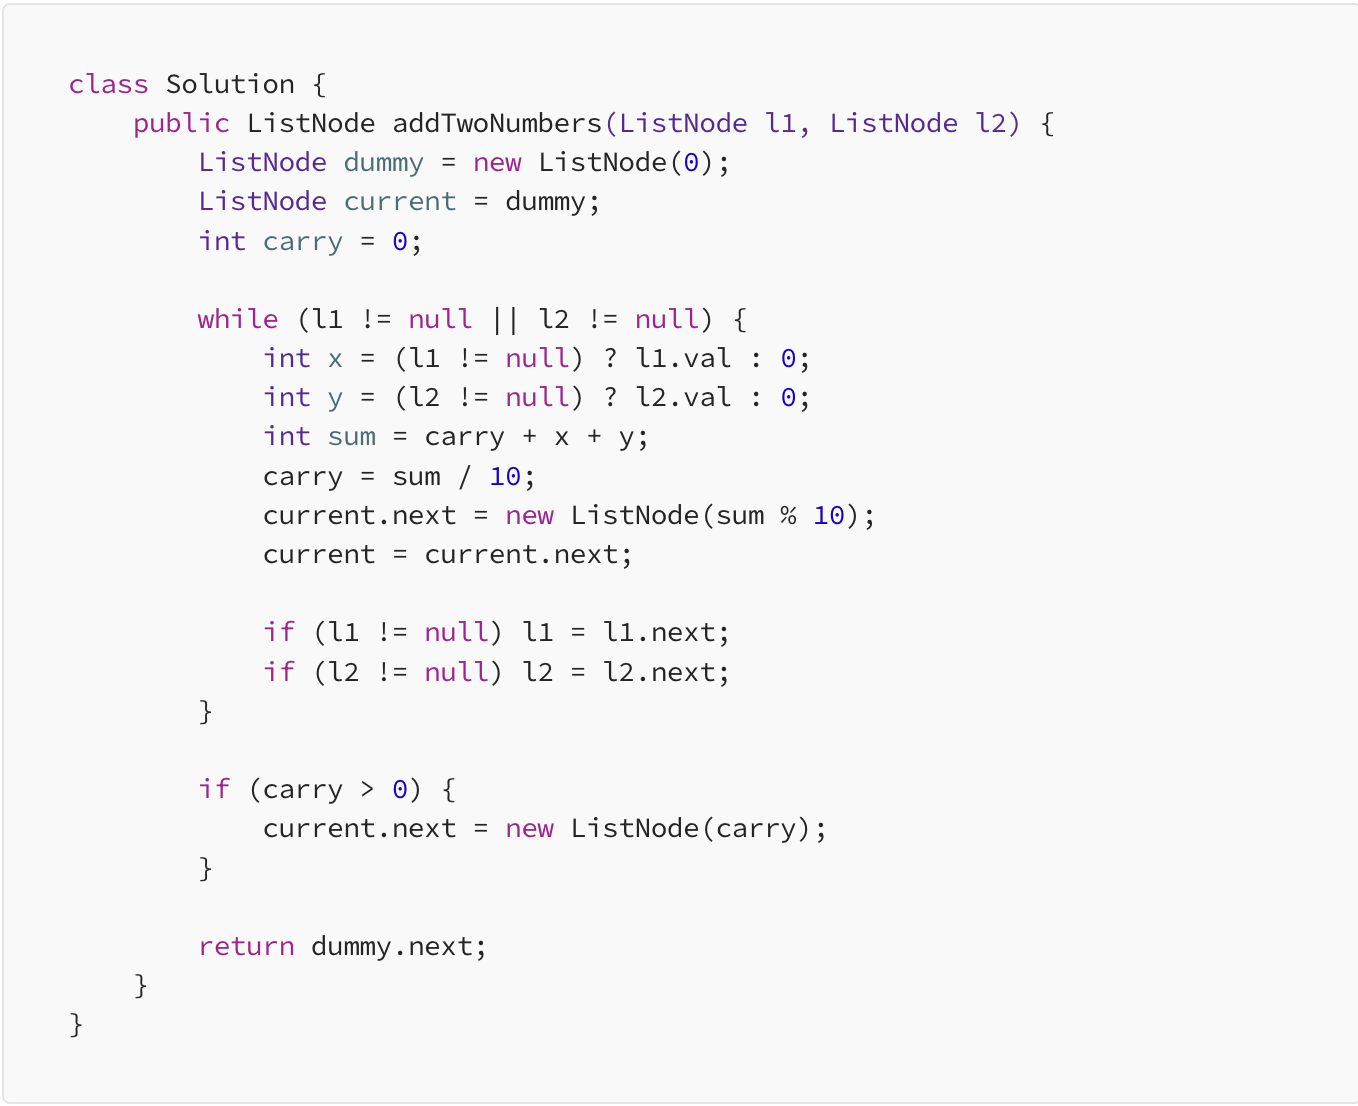 class Solution {
    public ListNode addTwoNumbers(ListNode l1, ListNode l2) {
        ListNode dummy = new ListNode(0);
        ListNode current = dummy;
        int carry = 0;

        while (l1 != null || l2 != null) {
            int x = (l1 != null) ? l1.val : 0;
            int y = (l2 != null) ? l2.val : 0;
            int sum = carry + x + y;
            carry = sum / 10;
            current.next = new ListNode(sum % 10);
            current = current.next;

            if (l1 != null) l1 = l1.next;
            if (l2 != null) l2 = l2.next;
        }

        if (carry > 0) {
            current.next = new ListNode(carry);
        }

        return dummy.next;
    }
}